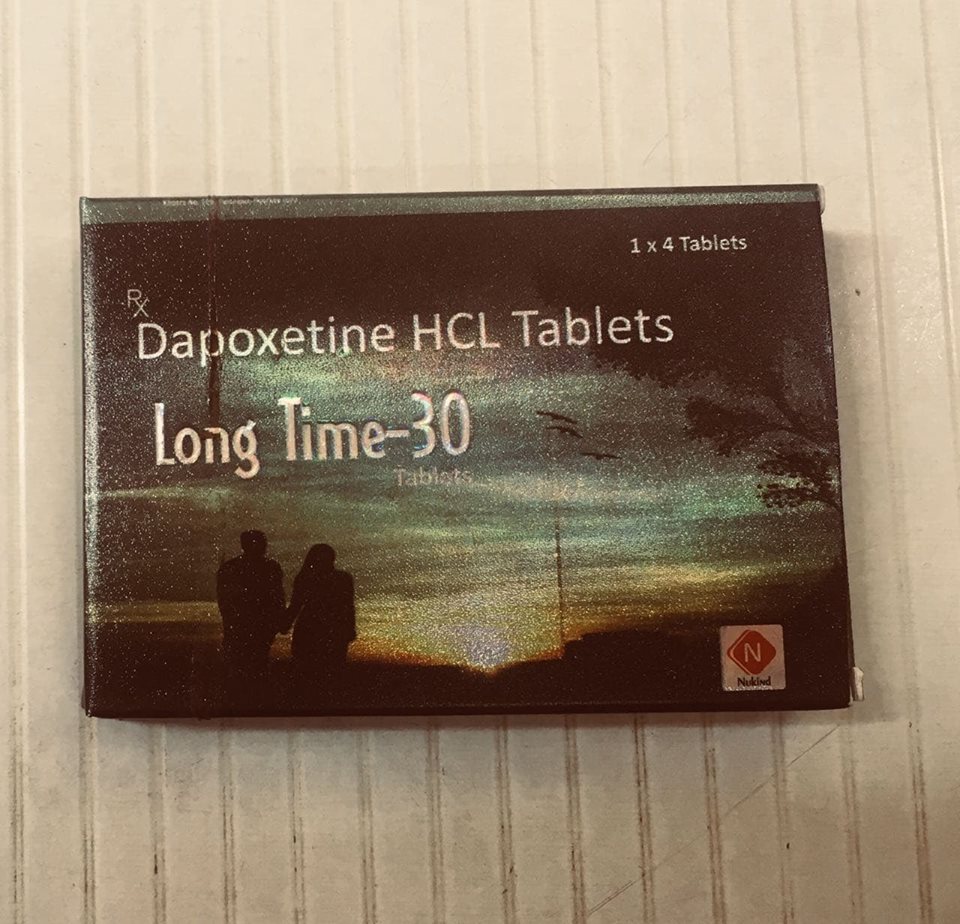 1 x 4 Tablets
Rx
Dapoxetine HCL Tablets
Long Time-30
Tablets
N
Nukind